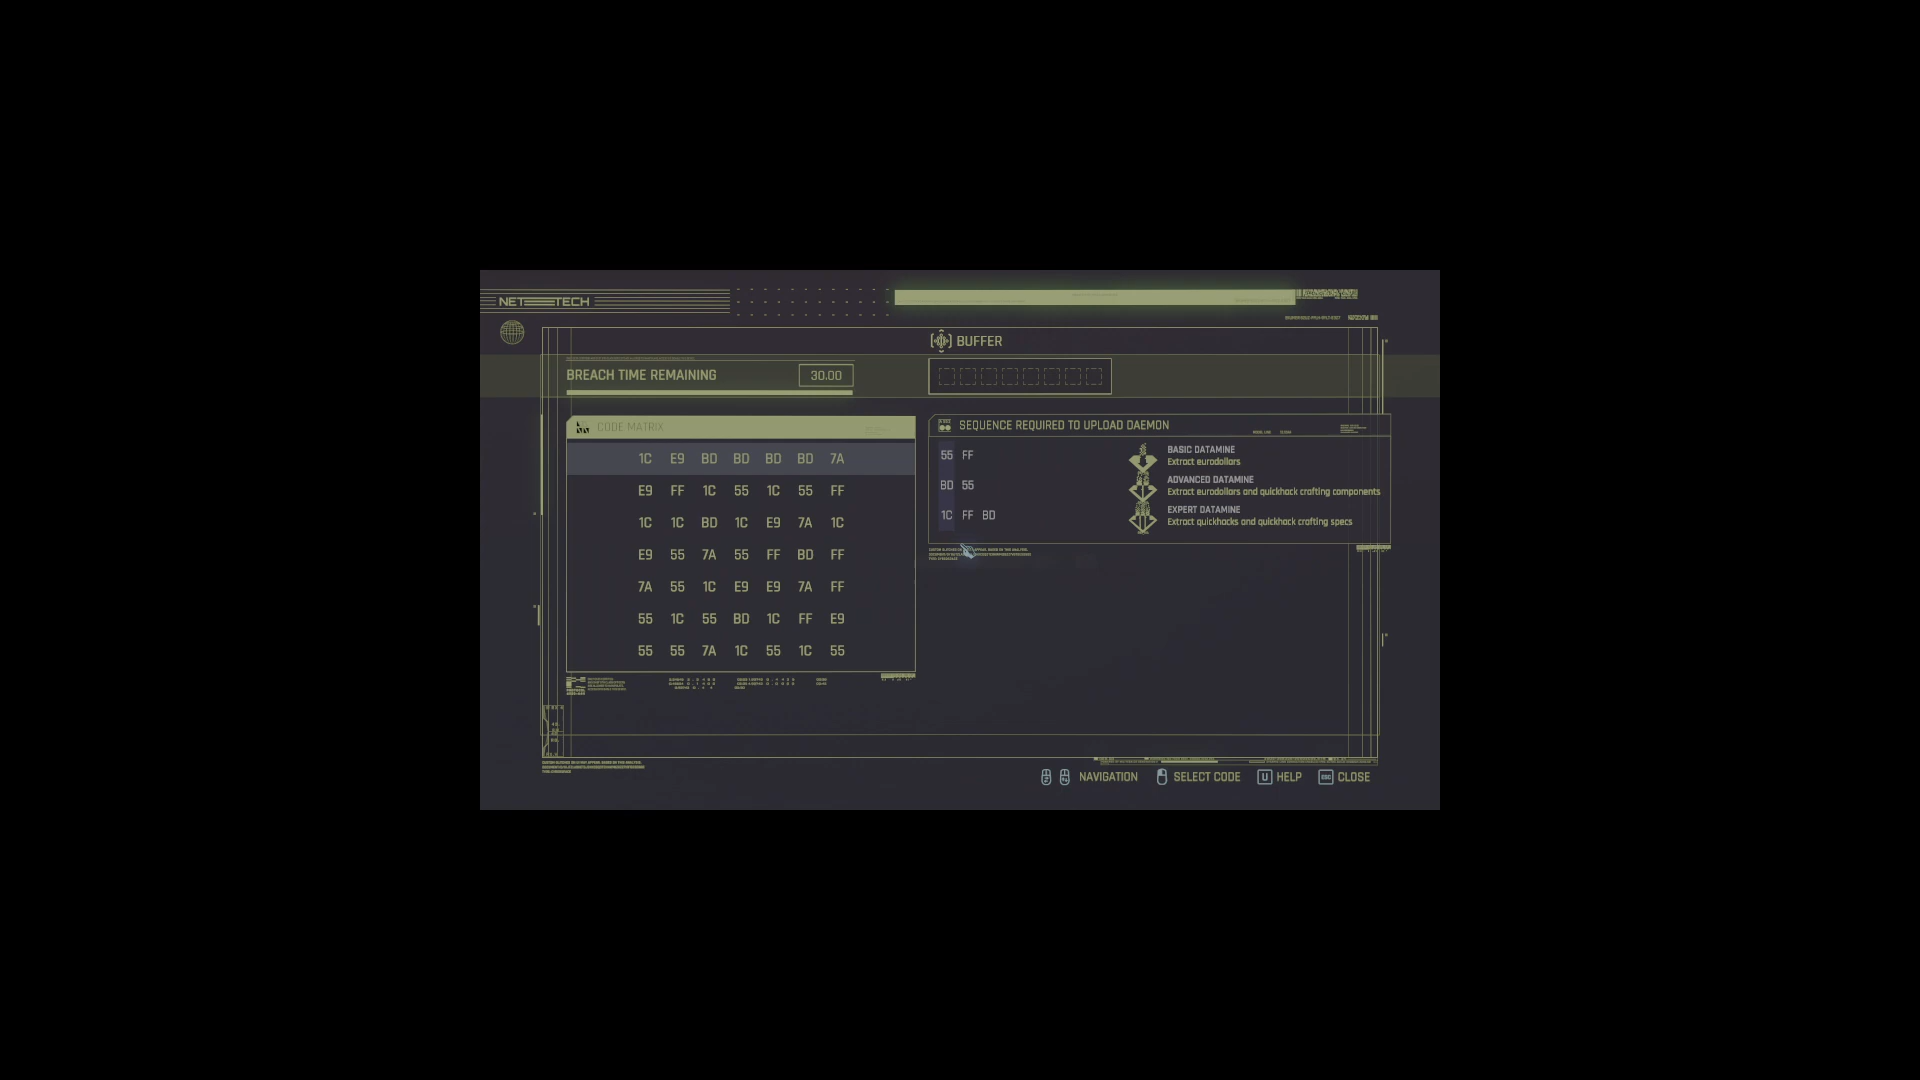 NET TECH
BUFFER
BREACH TIME REMAINING 30.00
CODE MATRIX
1C E9 BD BD BD BD 7A
E9 FF 1C 55 1C 55 FF
1C 1C BD 1C E9 7A 1C
E9 55 7A 55 FF BD FF
7A 55 1C E9 E9 7A FF
55 1C 55 BD 1C FF E9
55 55 7A 1C 55 1C 55
SEQUENCE REQUIRED TO UPLOAD DAEMON
55 FF
BASIC DATAMINE
Extract eurodollars
BD 55
ADVANCED DATAMINE
Extract eurodollars and quickhack crafting components
1C FF BD
EXPERT DATAMINE
Extract quickhacks and quickhack crafting specs
NAVIGATION SELECT CODE U HELP ESC CLOSE